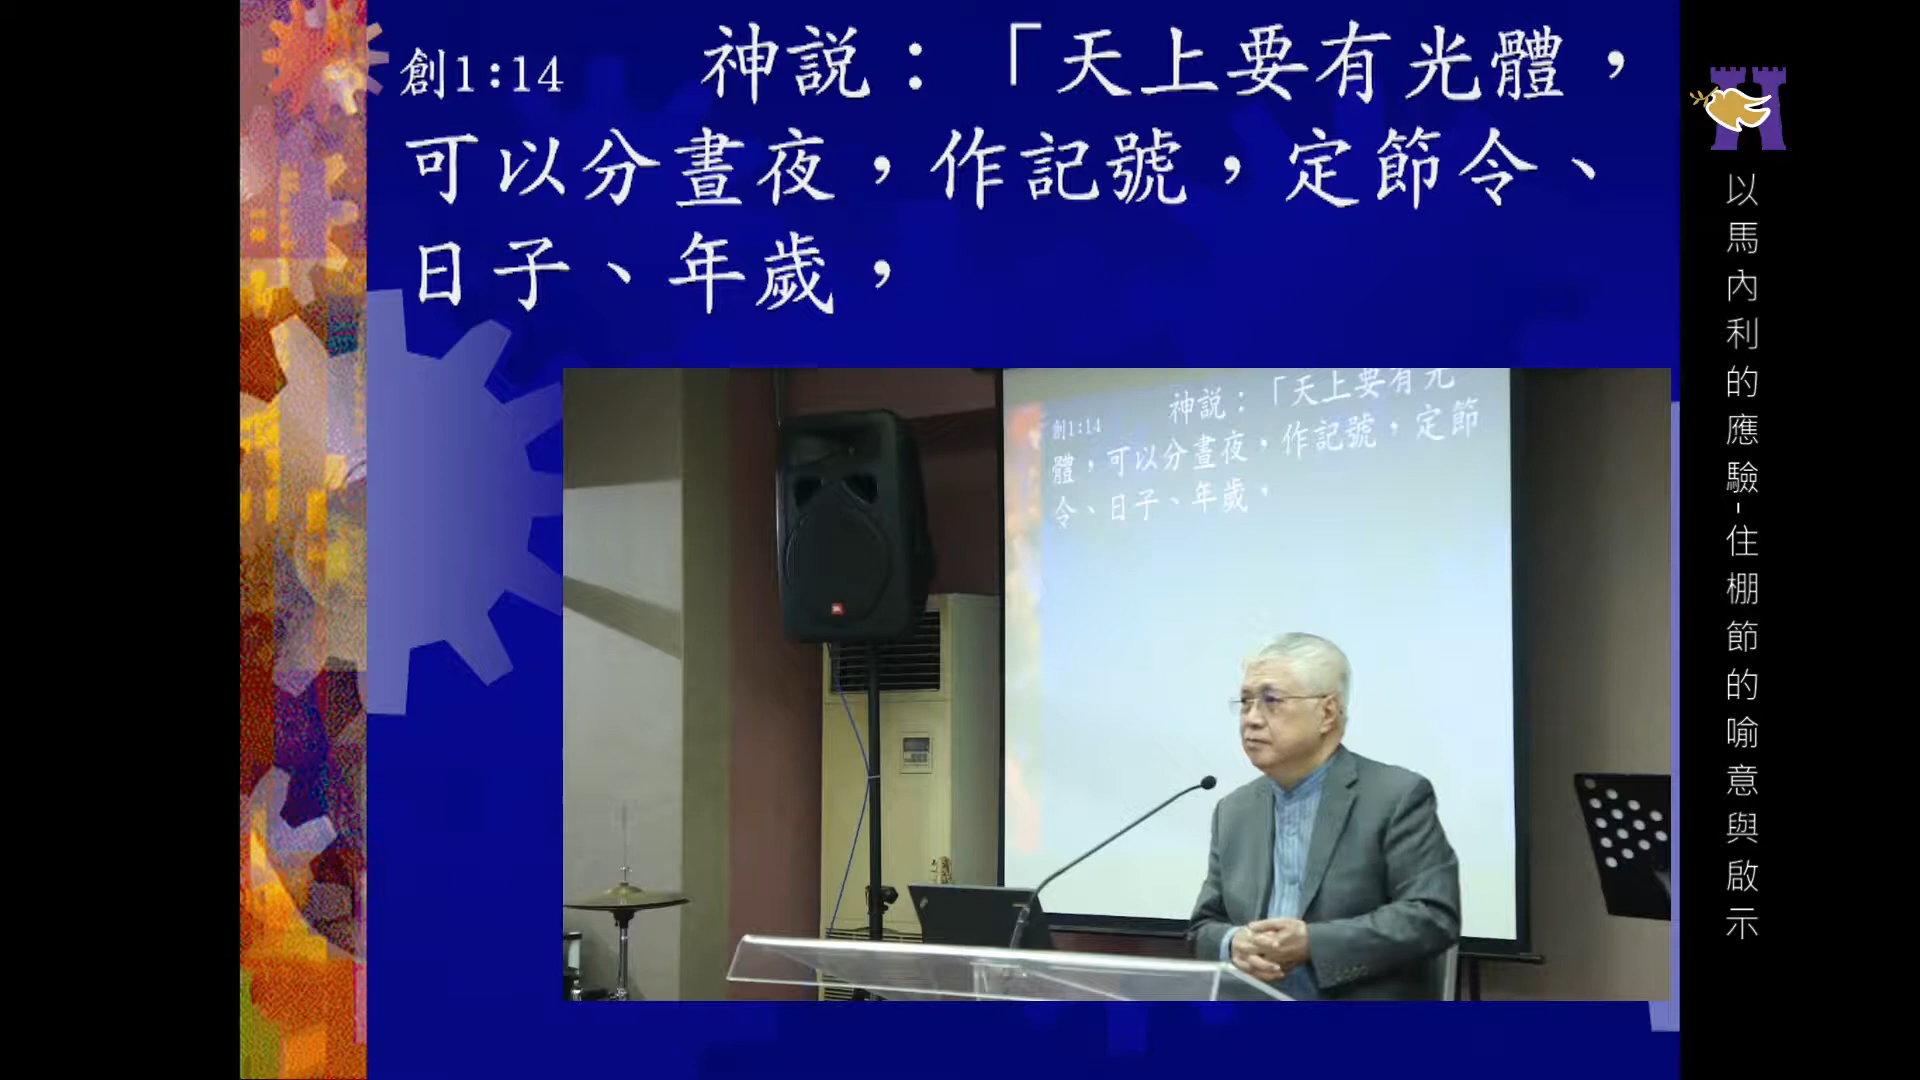 創1:14 神説：「天上要有光體，
可以分晝夜，作記號，定節令、
日子、年歲，
神説：「天上要有光
創1:14
體，可以分晝夜，作記號，定節
令、日子、年歲，
以馬內利的應驗-住棚節的喻意與啟示